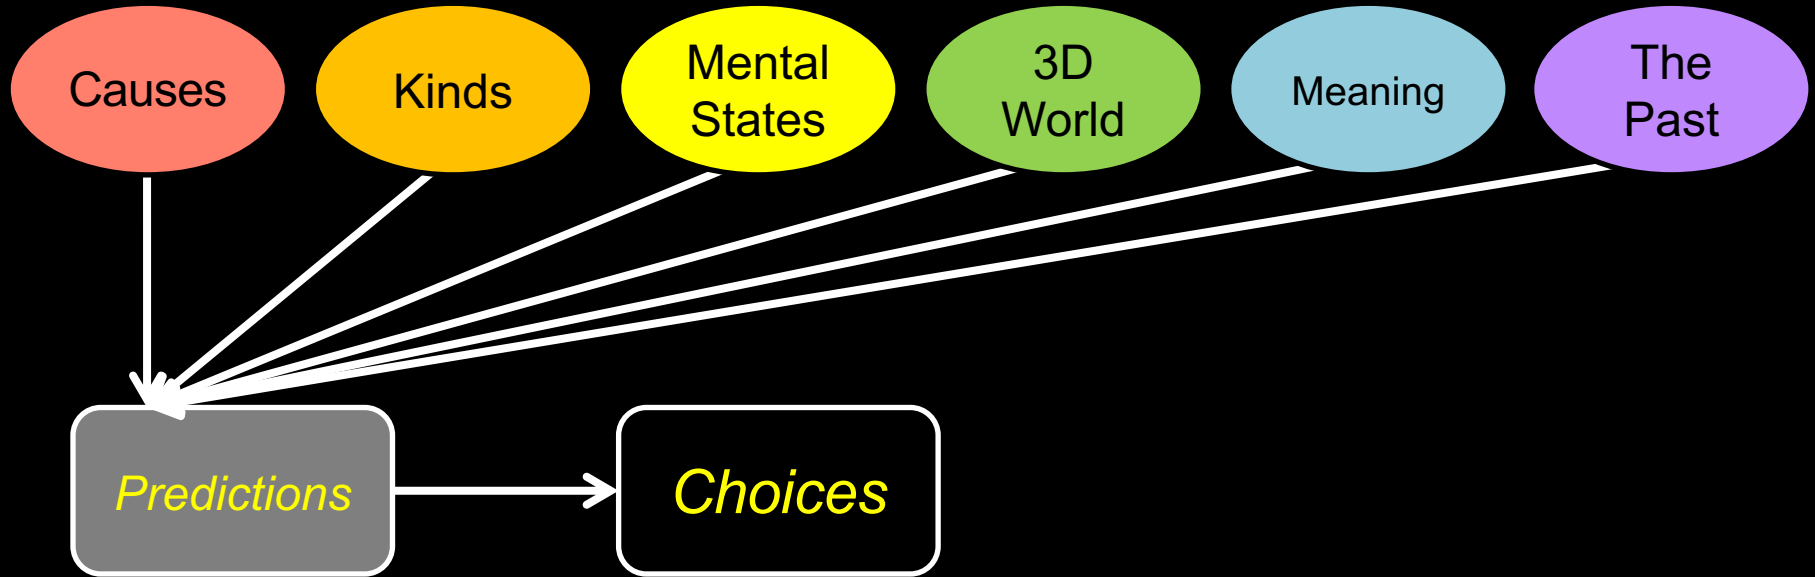 Causes
Kinds
Mental
States
3D
World
Meaning
The
Past
Predictions
Choices